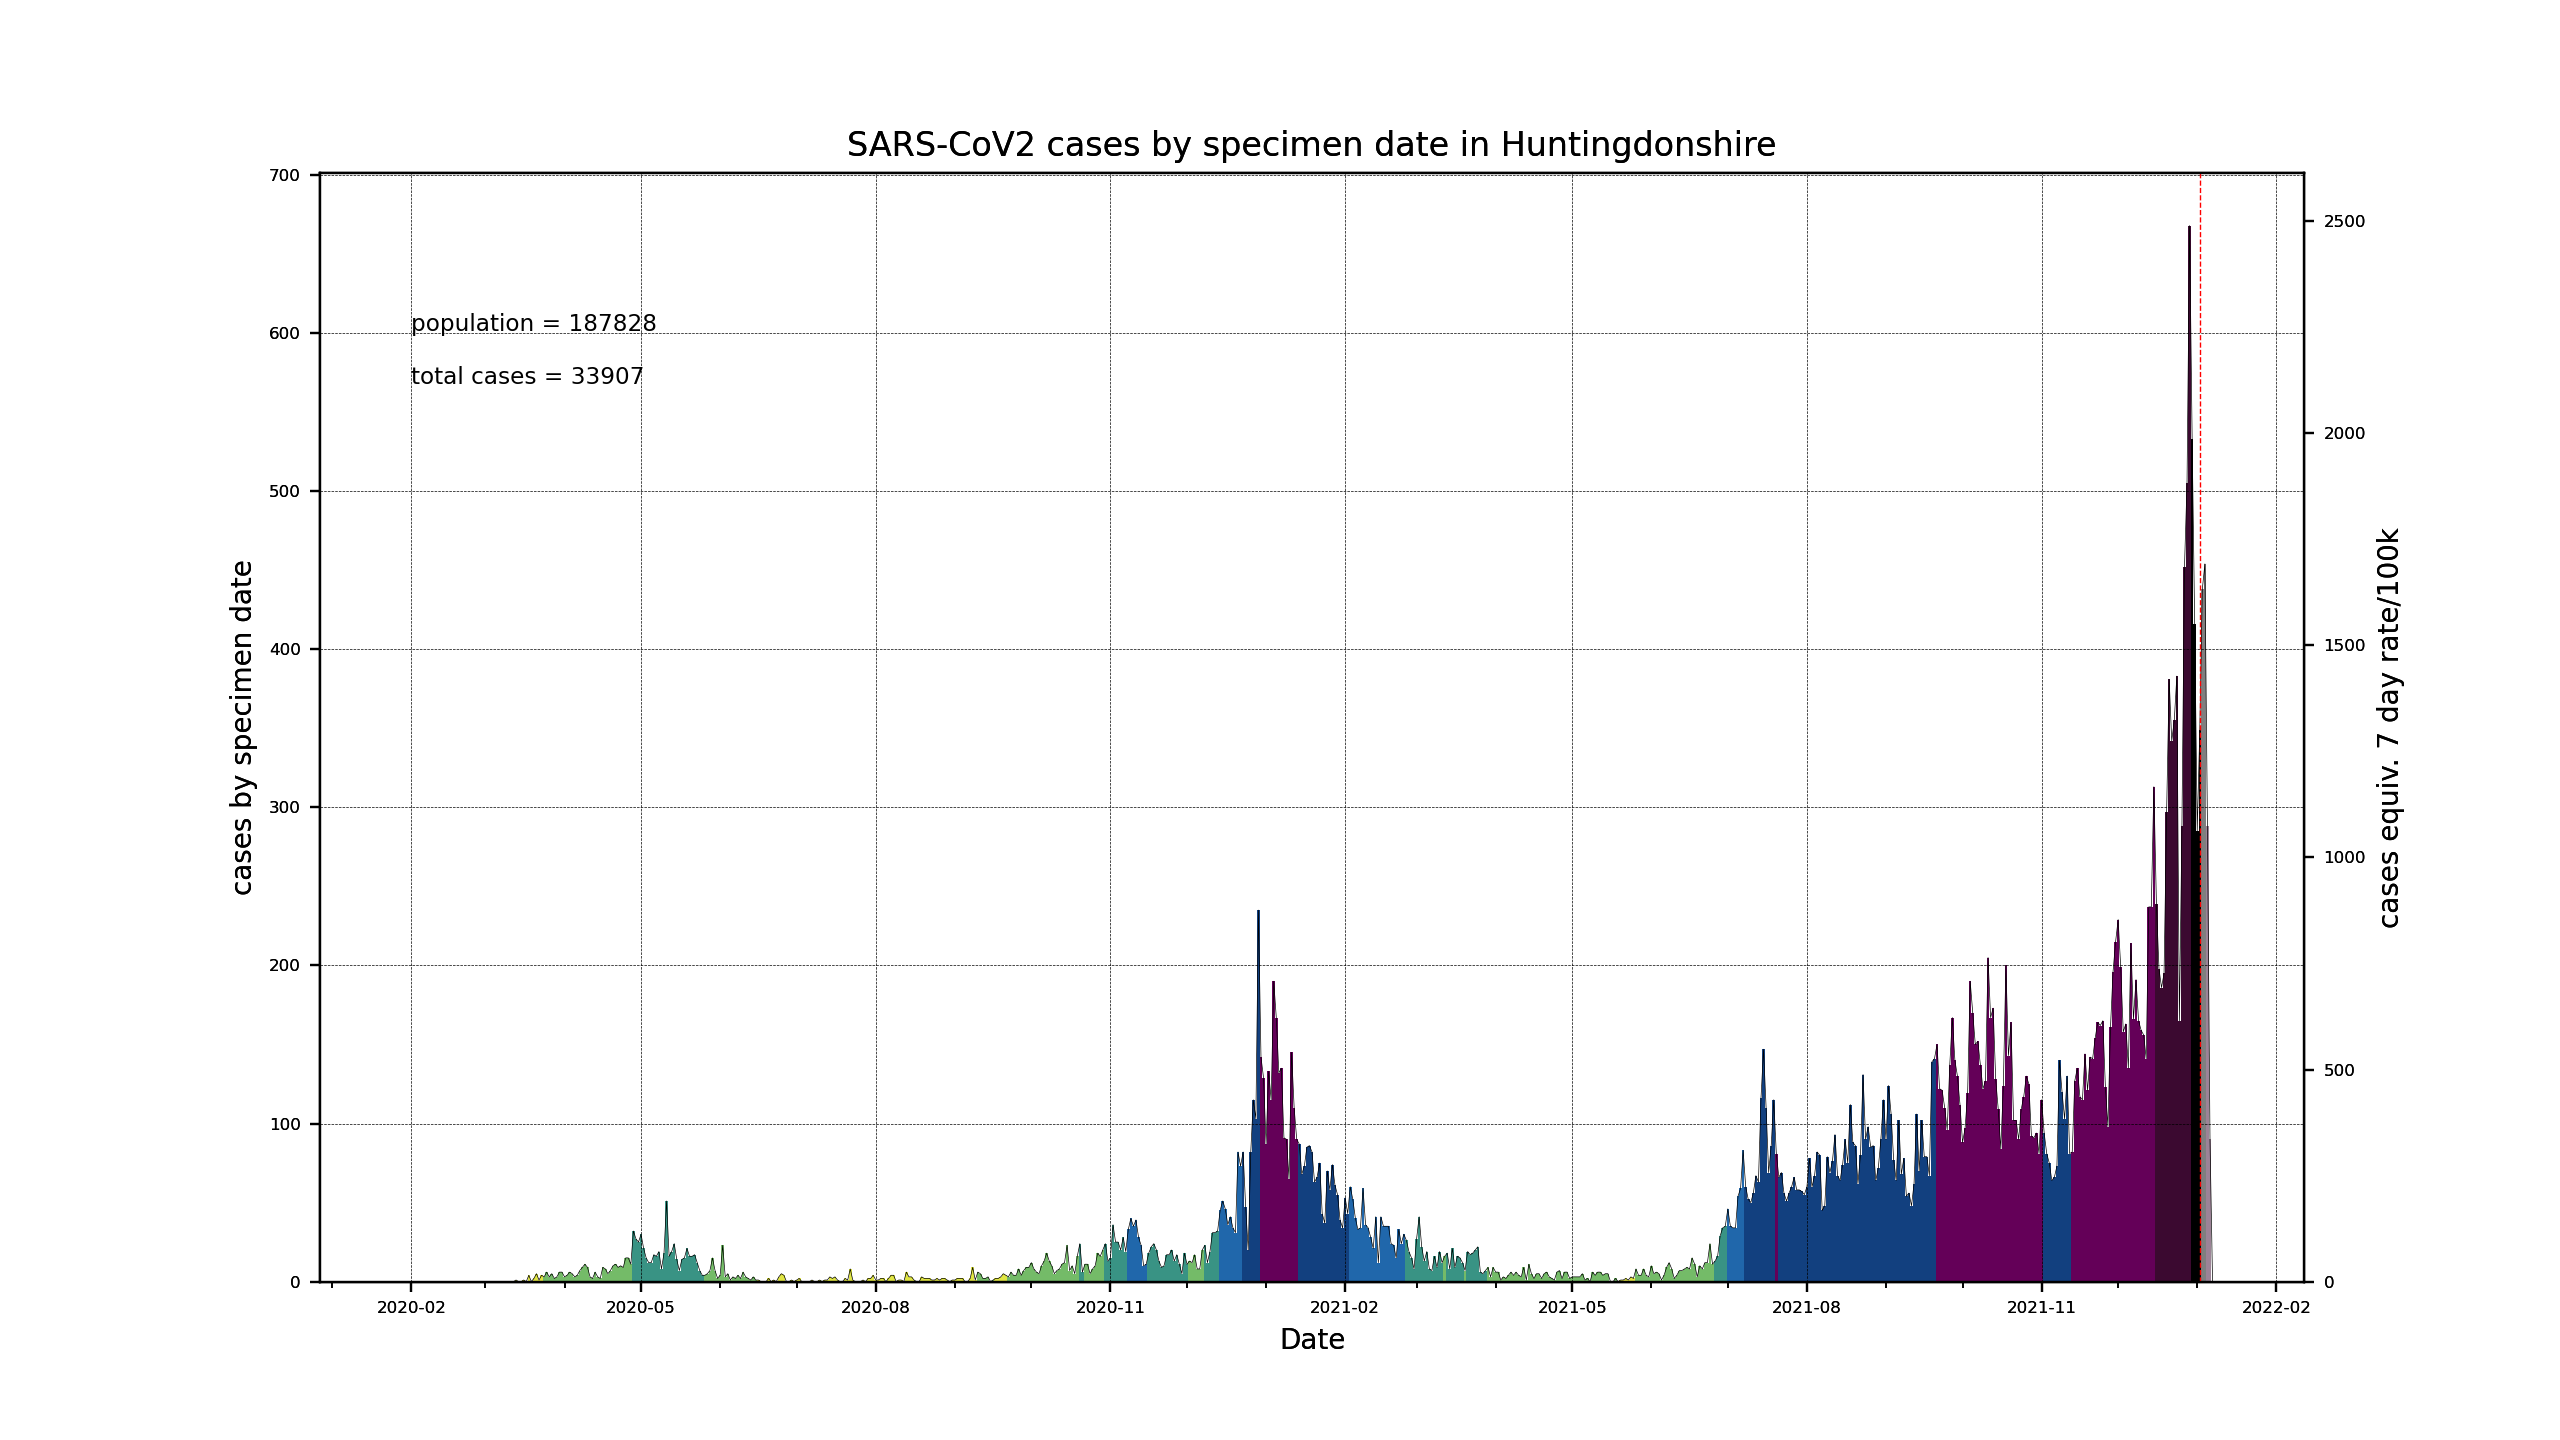 SARS-CoV2 cases by specimen date in Huntingdonshire
population = 187828
total cases = 33907
cases by specimen date
700
600
500
400
300
200
100
0
2500
2000
1500
1000
500
0
cases equiv. 7 day rate/100k
2020-02 2020-05 2020-08 2020-11 2021-02 2021-05 2021-08 2021-11 2022-02
Date